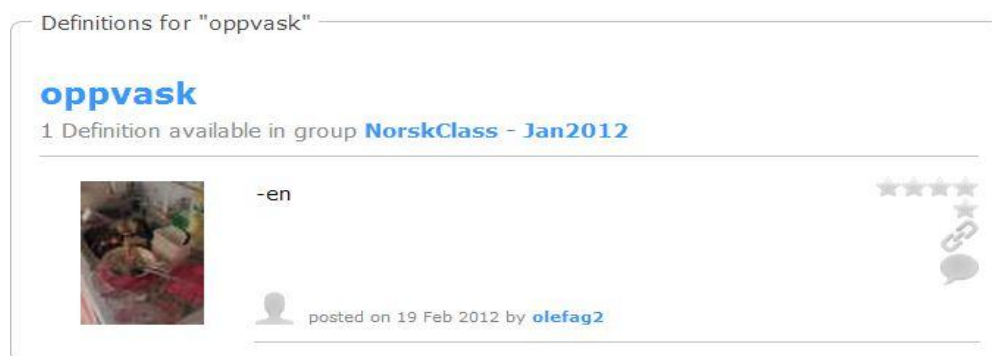 Definitions for "oppvask"
oppvask
1 Definition available in group NorskClass - Jan2012
-en
posted on 19 Feb 2012 by olefag2